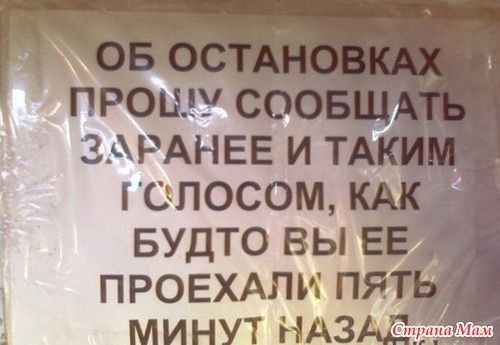 ОБ ОСТАНОВКАХ
ПРОШУ СООБЩАТЬ
ЗАРАНЕЕ И ТАКИМ
ГОЛОСОМ, КАК
БУДТО ВЫ ЕЕ
ПРОЕХАЛИ ПЯТЬ
МИНУТ НАЗАД
Страна Мам